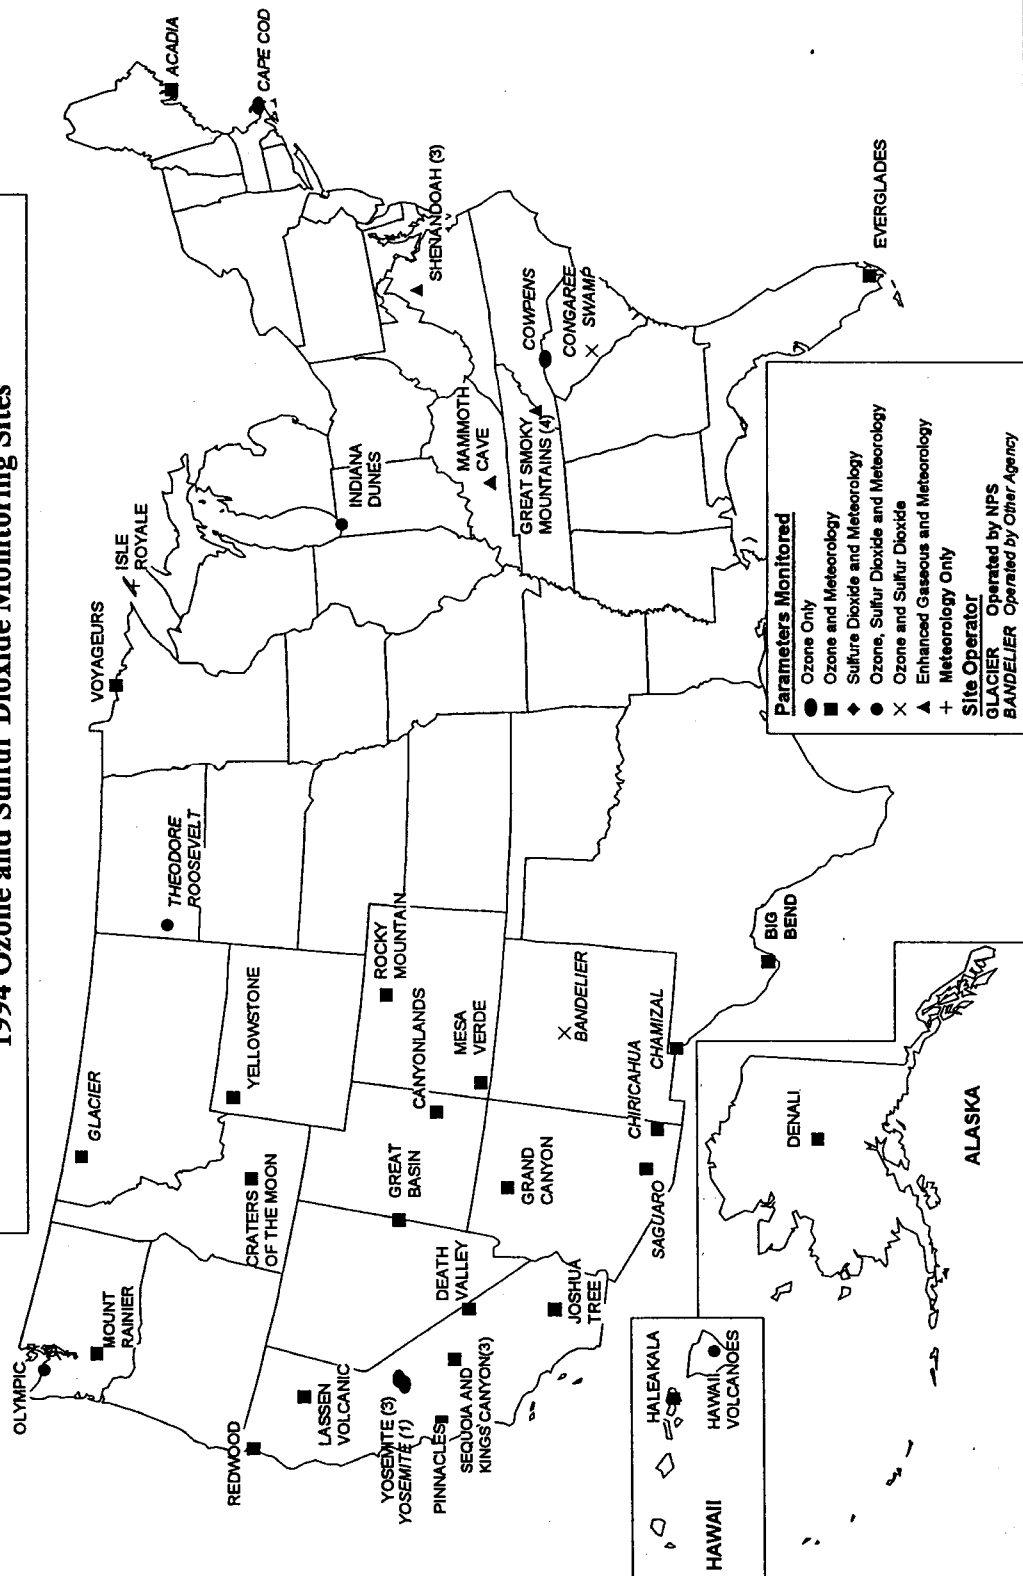 1994 Ozone and Sulfur Dioxide Monitoring Sites
OLYMPIC
MOUNT
RAINIER
GLACIER
THEODORE
ROOSEVELT
VOYAGEURS
ISLE
ROYALE
ACADIA
CAPE COD
REDWOOD
CRATERS
OF THE MOON
YELLOWSTONE
LASSEN
VOLCANIC
YOSEMITE (3)
YOSEMITE (1)
PINNACLES
SEQUOIA AND
KINGS CANYON(3)
DEATH
VALLEY
GREAT
BASIN
CANYONLANDS
ROCKY
MOUNTAIN
MESA
VERDE
INDIANA
DUNES
MAMMOTH
CAVE
SHENANDOAH (3)
GREAT SMOKY
MOUNTAINS (4)
COWPENS
CONGAREE
SWAMP
JOSHUA
TREE
GRAND
CANYON
BANDELIER
SAGUARO
CHIRICAHUA
CHAMIZAL
BIG
BEND
EVERGLADES
HALEAKALA
HAWAII
VOLCANOES
HAWAII
DENALI
ALASKA
Parameters Monitored
Ozone Only
Ozone and Meteorology
Sulfure Dioxide and Meteorology
Ozone, Sulfur Dioxide and Meteorology
Ozone and Sulfur Dioxide
Enhanced Gaseous and Meteorology
Meteorology Only
Site Operator
GLACIER Operated by NPS
BANDELIER Operated by Other Agency